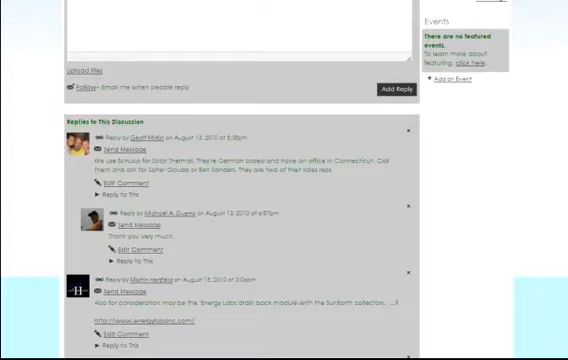 Events
There are no featured
events.
To learn more about
featuring, click here.
Add an Event
Upload Files
Follow - Email me when people reply
Add Reply
Replies to This Discussion
Reply by Geoff Mirkin on August 13, 2010 at 5:38pm
Send Message
We use Schuco for Solar Thermal. They're German based and have an office in Connecticut. Call
them and ask for Zaher Gouda or Ben Sanders. They are two of their sales reps
Edit Comment
Reply to This
Reply by Michael A. Guerra on August 13, 2010 at 6:57pm
Send Message
Thank you very much.
Edit Comment
Reply to This
Reply by Martin Herzfeld on August 15, 2010 at 2:06am
Send Message
Also for consideration may be the 'Energy Labs drain back module with the SunEarth collectors.' ...
http://www.energylabsinc.com/
Edit Comment
Reply to This